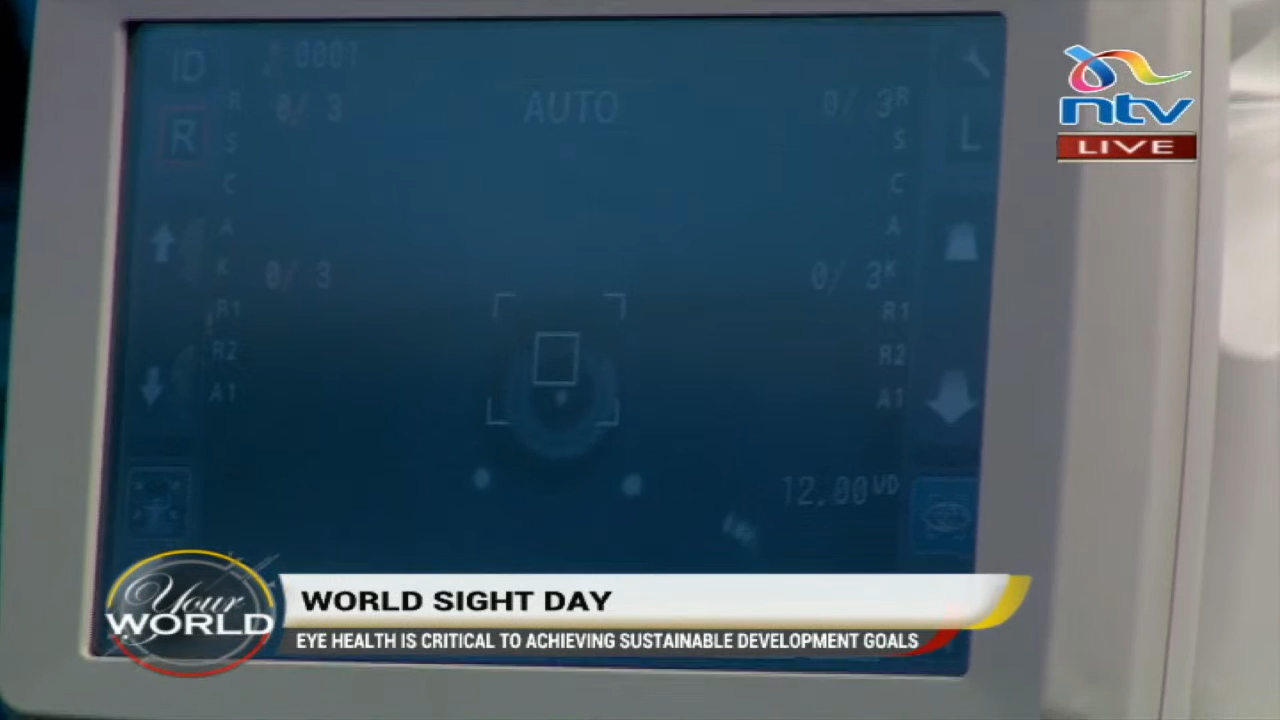 ID 0001
R R 0/ 3 AUTO 0/ 3 R L
S S
C C
A A
K 0/ 3 0/ 3 K
R1 R1
R2 R2
A1 A1
12.00 VD
ntv
LIVE
Your
WORLD
WORLD SIGHT DAY
EYE HEALTH IS CRITICAL TO ACHIEVING SUSTAINABLE DEVELOPMENT GOALS